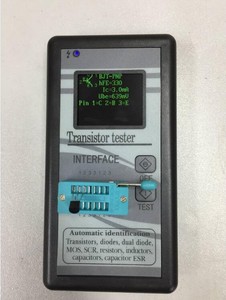 BJT-PNP
hFE=330
Ic=3.0mA
Ube=639mV
Pin 1=C 2=B 3=E
Transistor tester
INTERFACE
OFF
TEST
Automatic identification
Transistors, diodes, dual diode,
MOS, SCR, resistors, inductors,
capacitors, capacitor ESR